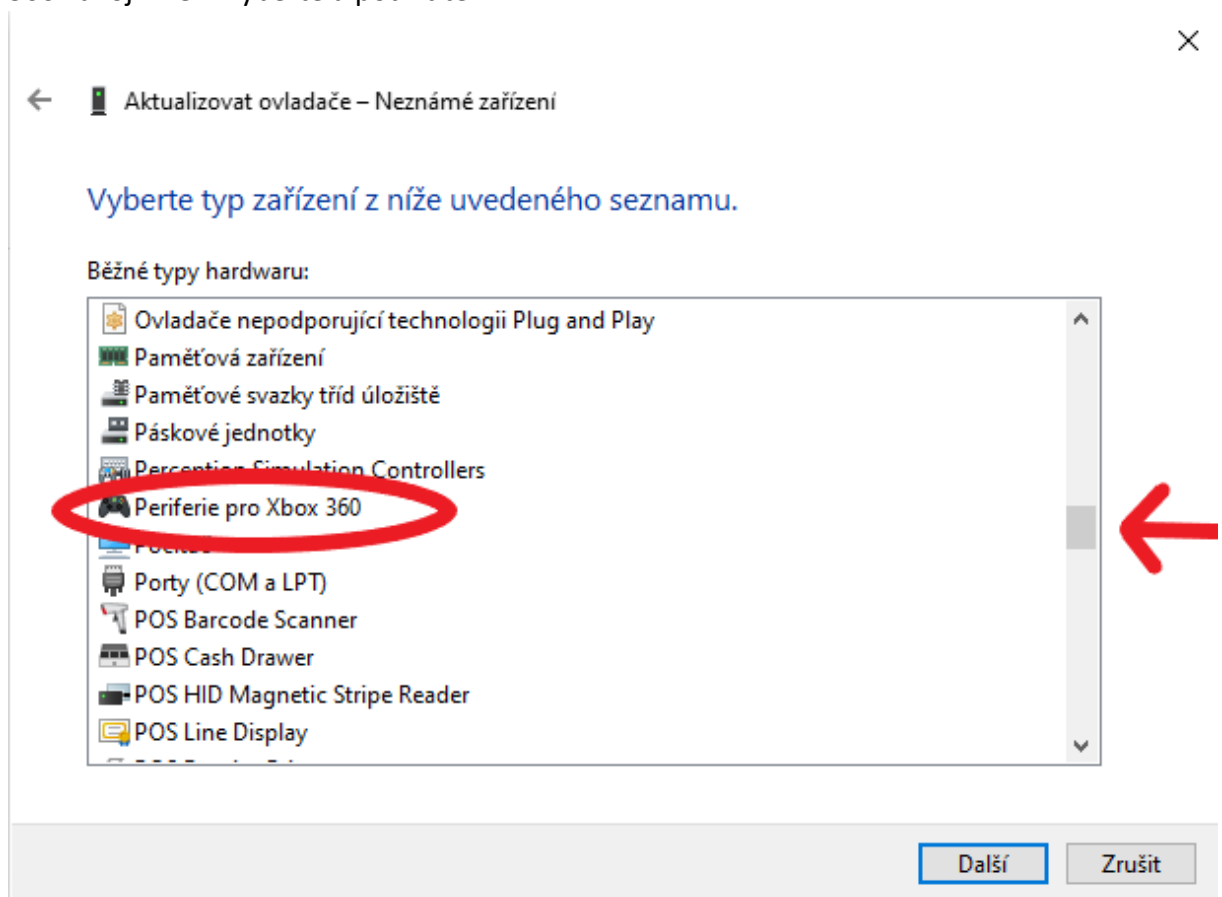 Aktualizovat ovladače – Neznámé zařízení
Vyberte typ zařízení z níže uvedeného seznamu.
Běžné typy hardwaru:
Ovladače nepodporující technologii Plug and Play
Paměťová zařízení
Paměťové svazky tříd úložiště
Páskové jednotky
Perception Simulation Controllers
Periferie pro Xbox 360
Porty (COM a LPT)
POS Barcode Scanner
POS Cash Drawer
POS HID Magnetic Stripe Reader
POS Line Display
Další
Zrušit